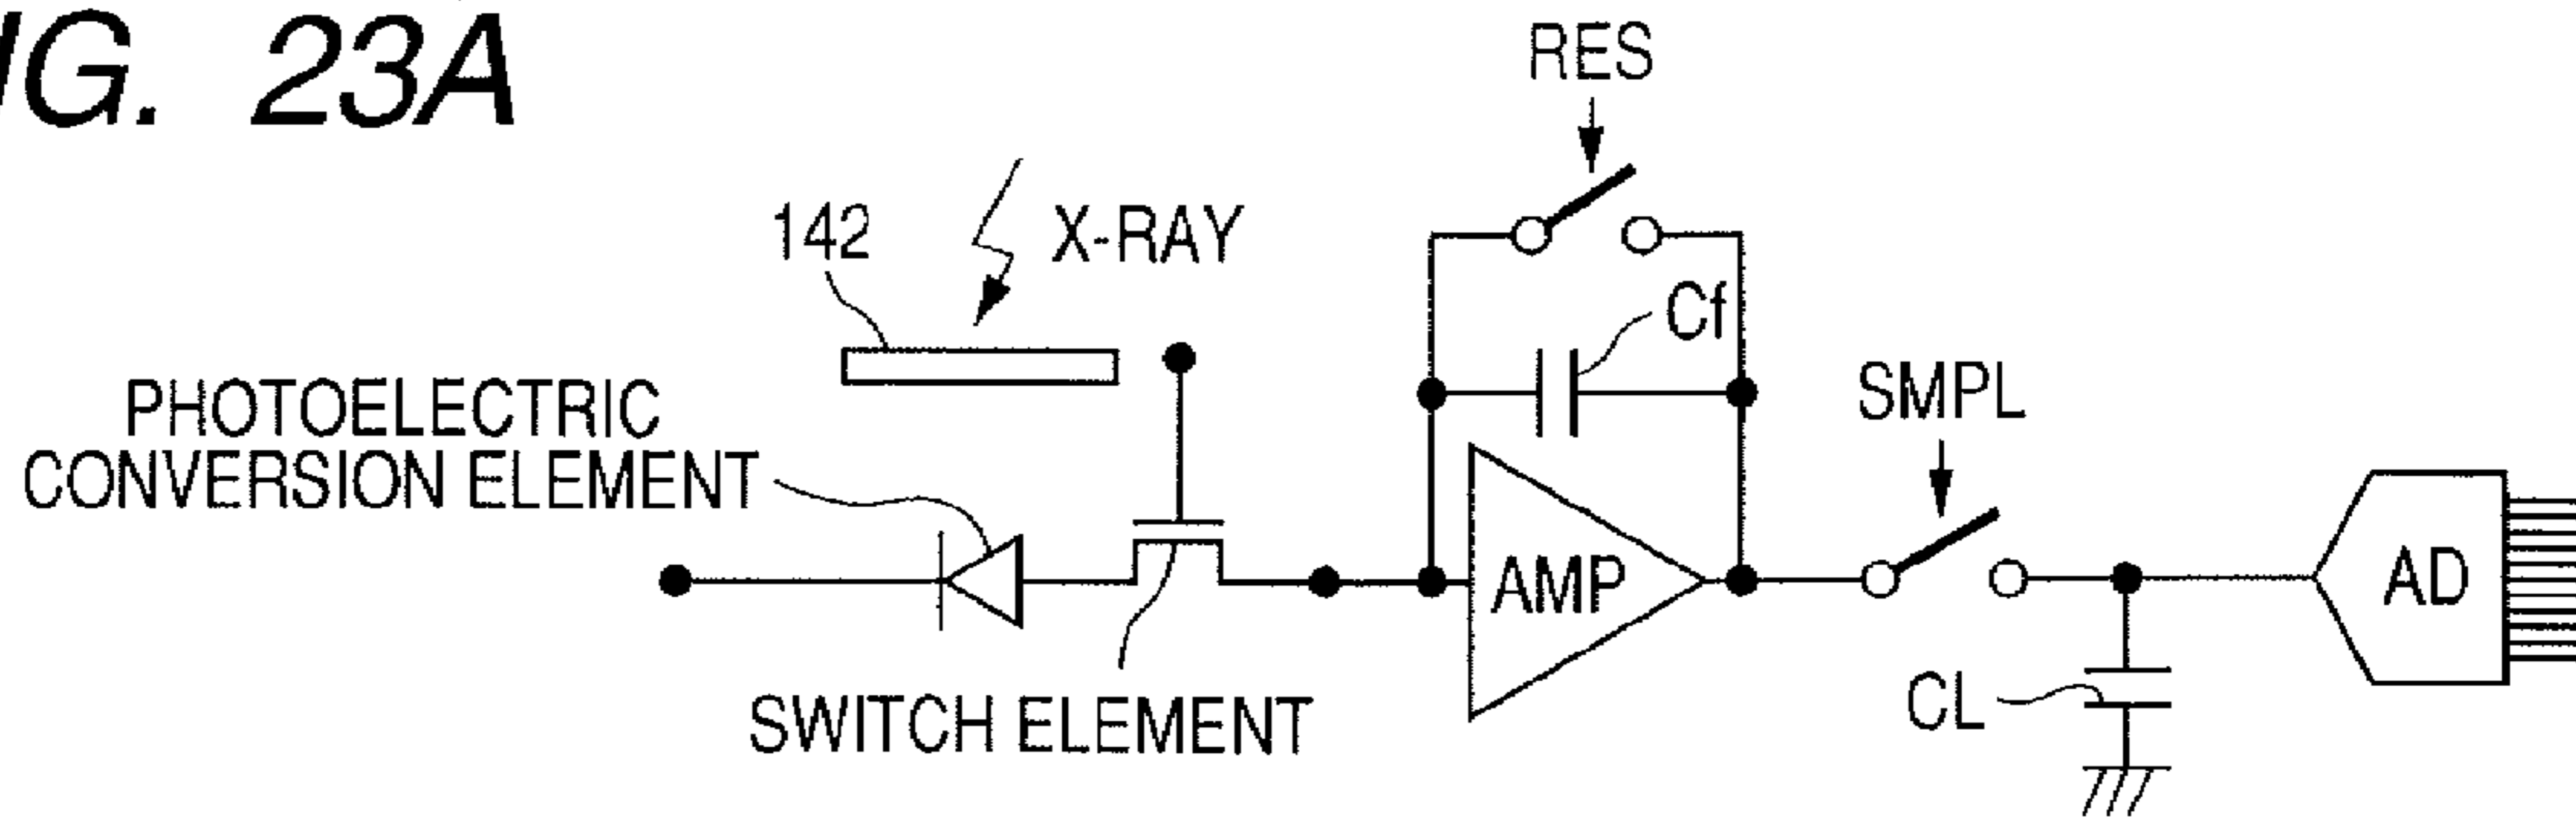 IG. 23A
RES
142
X-RAY
Cf
PHOTOELECTRIC
CONVERSION ELEMENT
SMPL
AMP
AD
SWITCH ELEMENT
CL